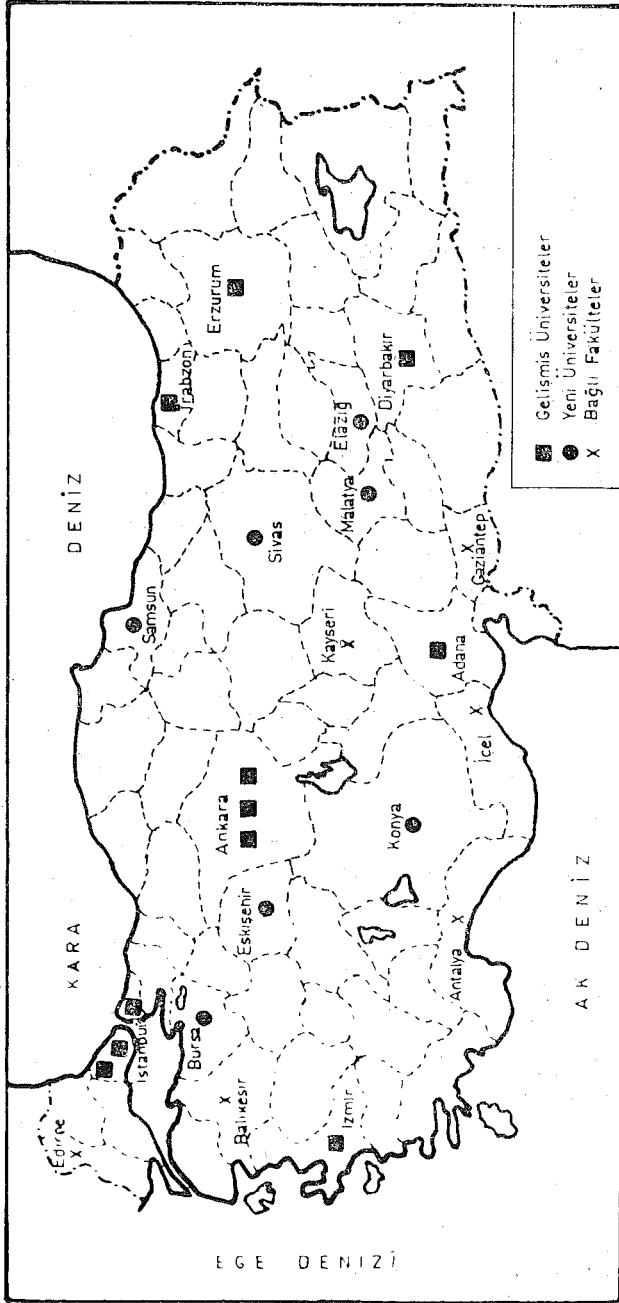 KARA
DENİZ
EGE DENİZİ
AK DENİZ
Edirne
İstanbul
Bursa
Balıkesir
İzmir
Eskişehir
Ankara
Konya
Antalya
İçel
Adana
Kayseri
Samsun
Sivas
Malatya
Elazığ
Gaziantep
Diyarbakır
Trabzon
Erzurum
Gelişmiş Üniversiteler
Yeni Üniversiteler
Bağlı Fakülteler